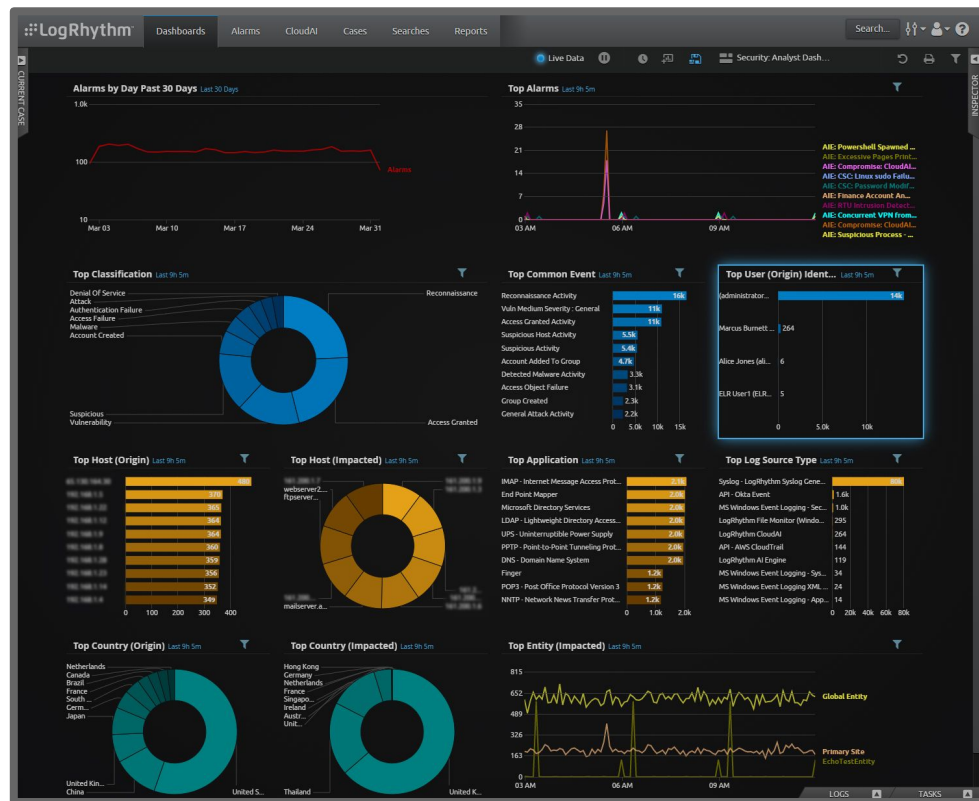 LogRhythm
Dashboards
Alarms
CloudAI
Cases
Searches
Reports
Search...
Live Data
Security: Analyst Dash...
CURRENT CASE
INSPECTOR
Alarms by Day Past 30 Days Last 30 Days
1.0k
100
10
Alarms
Mar 03
Mar 10
Mar 17
Mar 24
Mar 31
Top Alarms Last 9h 5m
35
28
21
14
7
0
03 AM
06 AM
09 AM
AIE: Powershell Spawned ...
AIE: Excessive Pages Print...
AIE: Compromise: CloudAI...
AIE: CSC: Linux sudo Failu...
AIE: CSC: Password Modif...
AIE: Finance Account An...
AIE: RTU Intrusion Detect...
AIE: Concurrent VPN from...
AIE: Compromise: CloudAI...
AIE: Suspicious Process - ...
Top Classification Last 9h 5m
Denial Of Service
Attack
Authentication Failure
Access Failure
Malware
Account Created
Suspicious
Vulnerability
Reconnaissance
Access Granted
Top Common Event Last 9h 5m
Reconnaissance Activity 16k
Vuln Medium Severity : General 11k
Access Granted Activity 11k
Suspicious Host Activity 5.5k
Suspicious Activity 5.4k
Account Added To Group 4.7k
Detected Malware Activity 3.3k
Access Object Failure 3.1k
Group Created 2.3k
General Attack Activity 2.2k
0 5.0k 10k 15k
Top User (Origin) Ident... Last 9h 5m
(administrator... 14k
Marcus Burnett ... 264
Alice Jones (ali... 6
ELR User1 (ELR... 5
0 5.0k 10k
Top Host (Origin) Last 9h 5m
480
370
365
364
364
360
359
356
352
349
0 100 200 300 400
Top Host (Impacted) Last 9h 5m
webserver2...
ftpserver...
mailserver.a...
Top Application Last 9h 5m
IMAP - Internet Message Access Prot... 2.1k
End Point Mapper 2.0k
Microsoft Directory Services 2.0k
LDAP - Lightweight Directory Access... 2.0k
UPS - Uninterruptible Power Supply 2.0k
PPTP - Point-to-Point Tunneling Prot... 2.0k
DNS - Domain Name System 2.0k
Finger 1.2k
POP3 - Post Office Protocol Version 3 1.2k
NNTP - Network News Transfer Prot... 1.2k
0 1.0k 2.0k
Top Log Source Type Last 9h 5m
Syslog - LogRhythm Syslog Gene... 80k
API - Okta Event 1.6k
MS Windows Event Logging - Sec... 1.0k
LogRhythm File Monitor (Windo... 295
LogRhythm CloudAI 264
API - AWS CloudTrail 144
LogRhythm AI Engine 119
MS Windows Event Logging - Sys... 34
MS Windows Event Logging XML ... 24
MS Windows Event Logging - App... 14
0 20k 40k 60k 80k
Top Country (Origin) Last 9h 5m
Netherlands
Canada
Brazil
France
South ...
Germ...
Japan
United Kin...
China
United S...
Top Country (Impacted) Last 9h 5m
Hong Kong
Germany
Netherlands
France
Singapo...
Ireland
Austr...
Unit...
Thailand
United K...
Top Entity (Impacted) Last 9h 5m
815
652
489
326
163
0
03 AM
06 AM
09 AM
Global Entity
Primary Site
EchoTestEntity
LOGS
TASKS